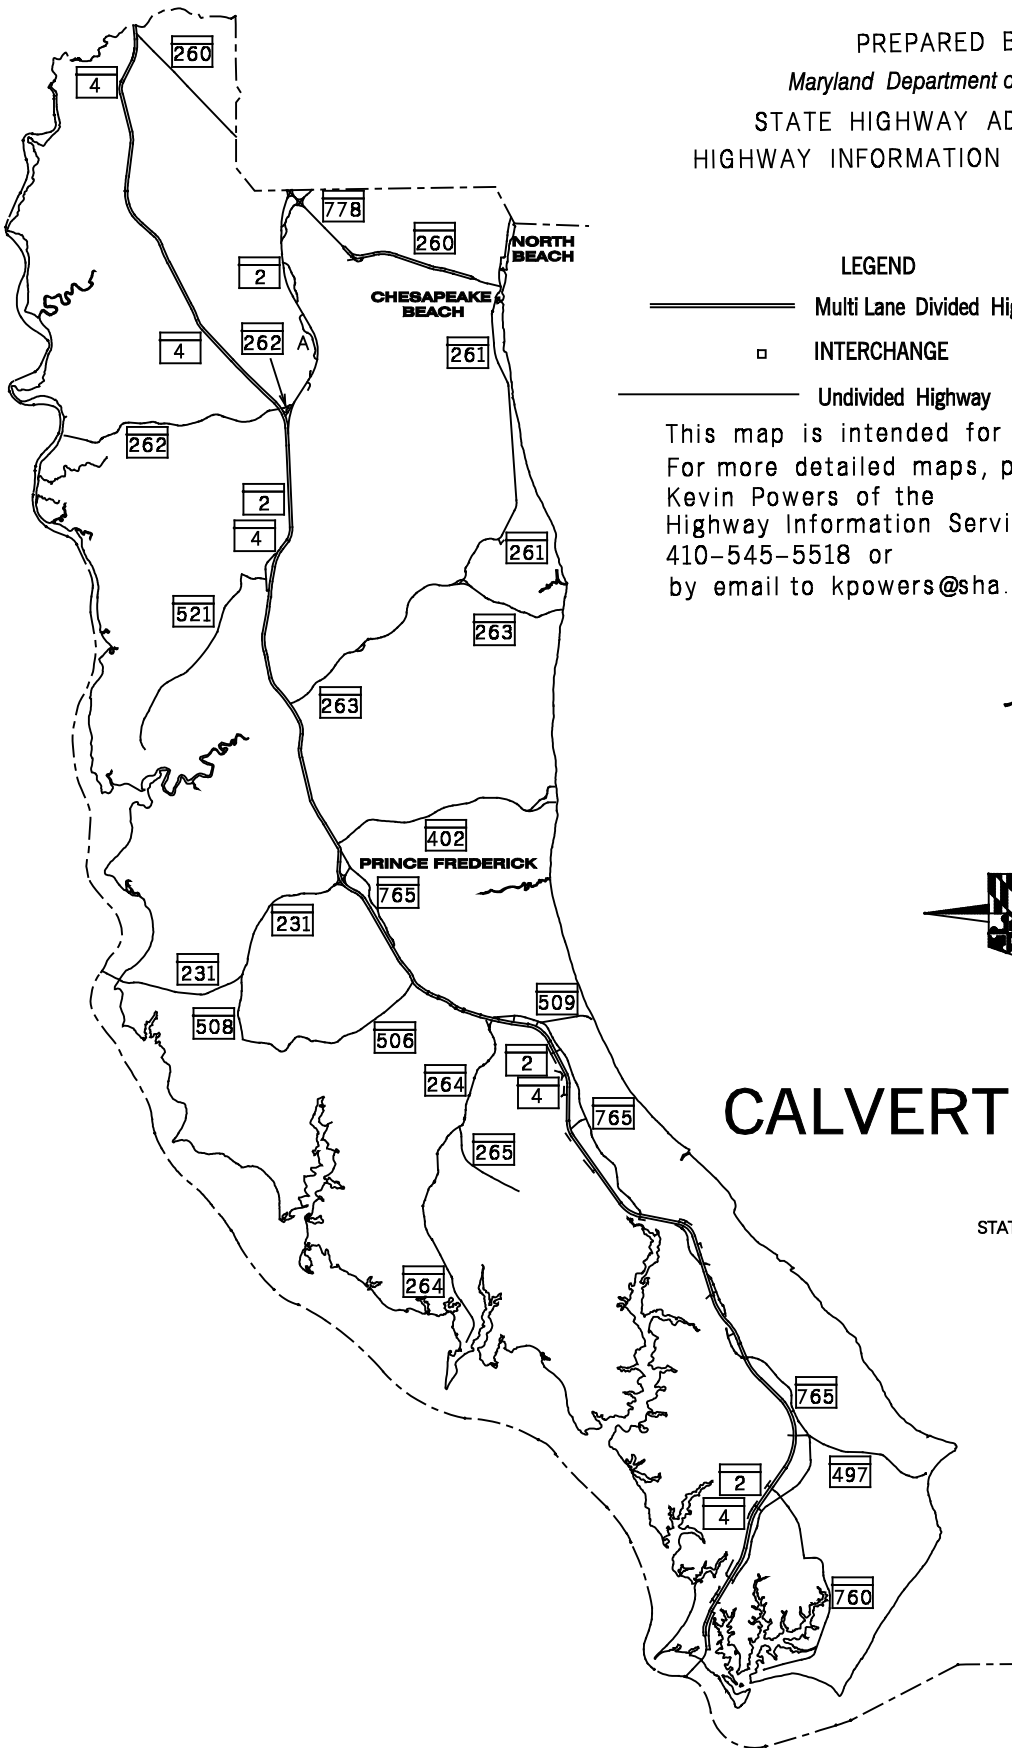 PREPARED B
Maryland Department o
STATE HIGHWAY AD
HIGHWAY INFORMATION
LEGEND
Multi Lane Divided Hig
INTERCHANGE
Undivided Highway
This map is intended for
For more detailed maps, p
Kevin Powers of the
Highway Information Servi
410-545-5518 or
by email to kpowers@sha.
260
4
778
260
NORTH
BEACH
2
CHESAPEAKE
BEACH
262
A
4
261
262
2
4
261
521
263
263
402
PRINCE FREDERICK
765
231
231
509
508
506
2
264
4
CALVERT
765
265
STAT
264
765
497
2
4
760